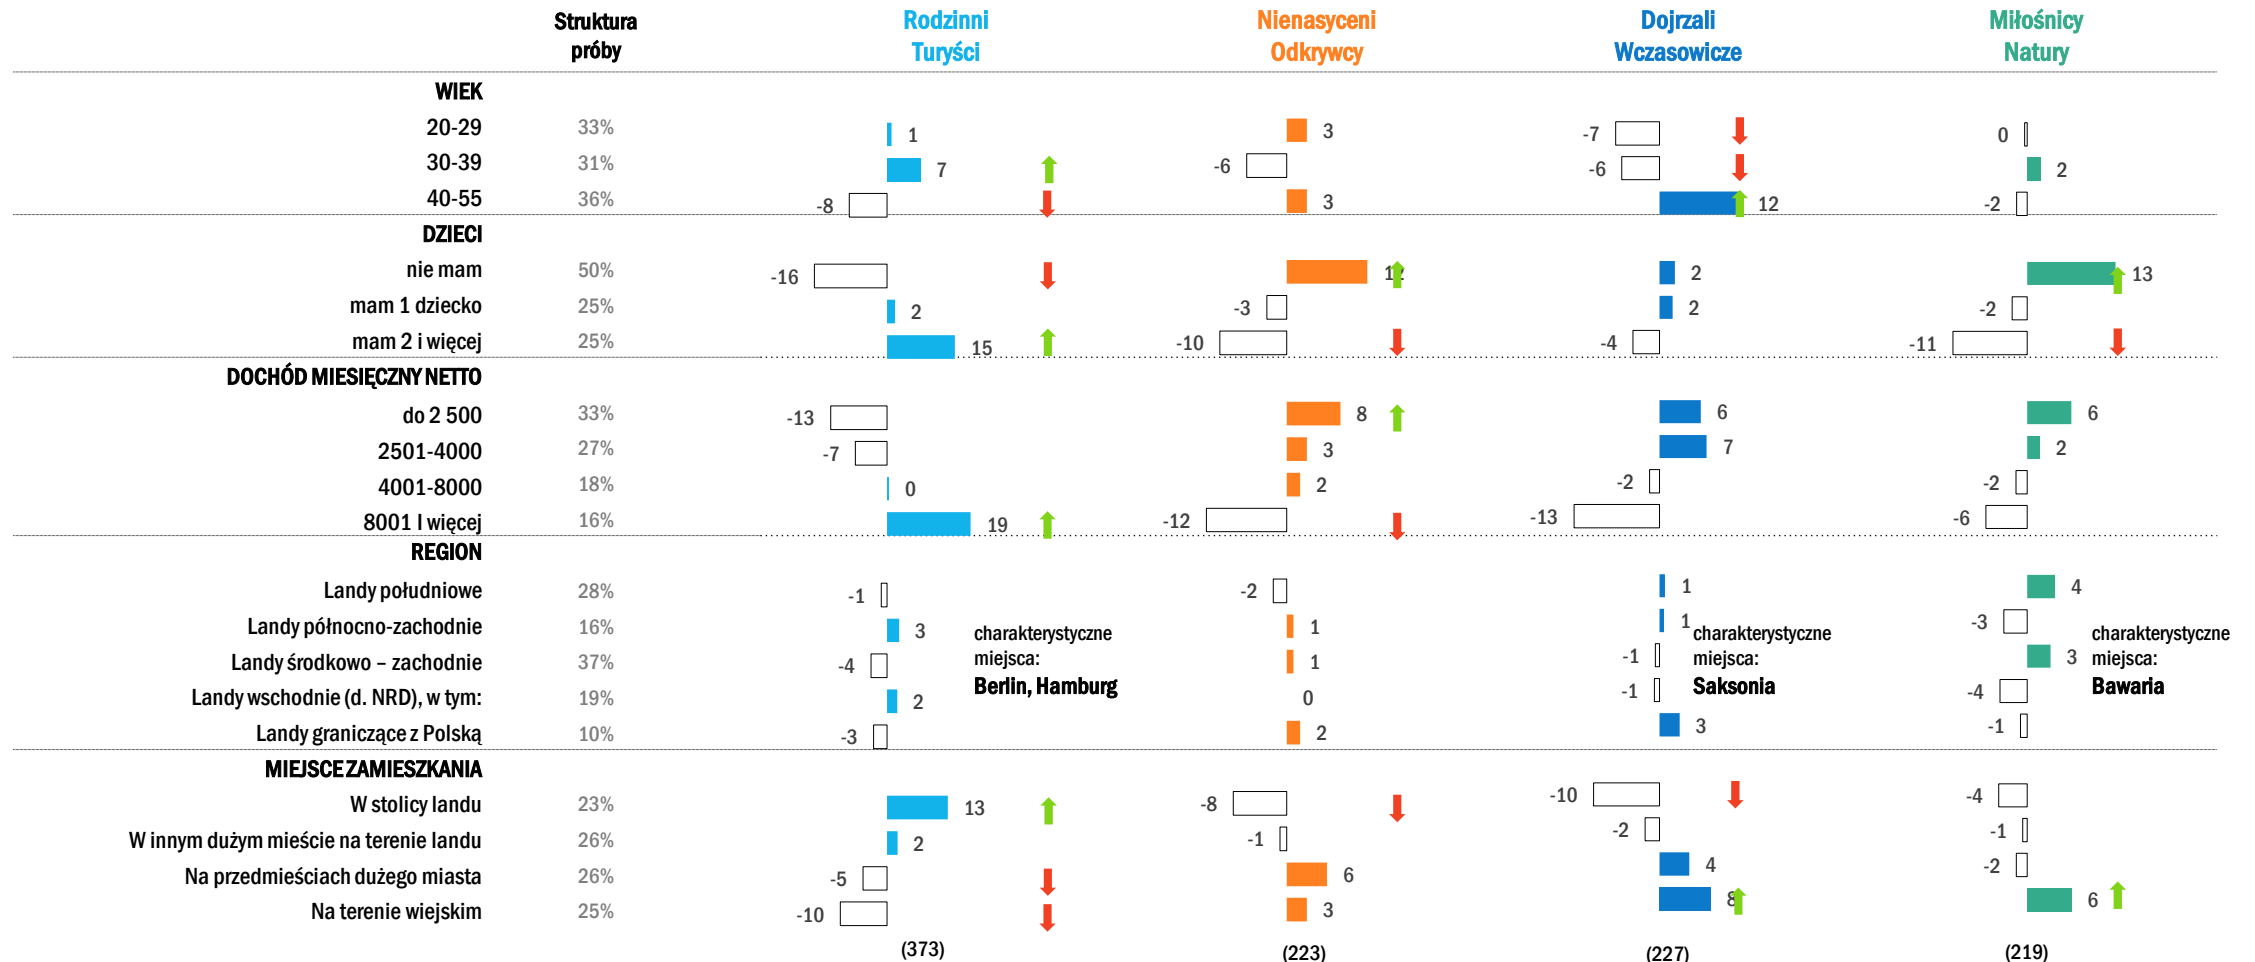 Struktura próby Rodzinni Turyści Nienasyceni Odkrywcy Dojrzali Wczasowicze Miłośnicy Natury
WIEK
20-29 33% 1 3 -7 0
30-39 31% 7 -6 -6 2
40-55 36% -8 3 12 -2
DZIECI
nie mam 50% -16 12 2 13
mam 1 dziecko 25% 2 -3 2 -2
mam 2 i więcej 25% 15 -10 -4 -11
DOCHÓD MIESIĘCZNY NETTO
do 2 500 33% -13 8 6 6
2501-4000 27% -7 3 7 2
4001-8000 18% 0 2 -2 -2
8001 I więcej 16% 19 -12 -13 -6
REGION
Landy południowe 28% -1 -2 1 4
Landy północno-zachodnie 16% 3 1 1 -3
Landy środkowo – zachodnie 37% -4 1 -1 3
Landy wschodnie (d. NRD), w tym: 19% 2 0 -1 -4
Landy graniczące z Polską 10% -3 2 3 -1
charakterystyczne
miejsca:
Berlin, Hamburg
charakterystyczne
miejsca:
Saksonia
charakterystyczne
miejsca:
Bawaria
MIEJSCE ZAMIESZKANIA
W stolicy landu 23% 13 -8 -10 -4
W innym dużym mieście na terenie landu 26% 2 -1 -2 -1
Na przedmieściach dużego miasta 26% -5 6 4 -2
Na terenie wiejskim 25% -10 3 8 6
(373) (223) (227) (219)